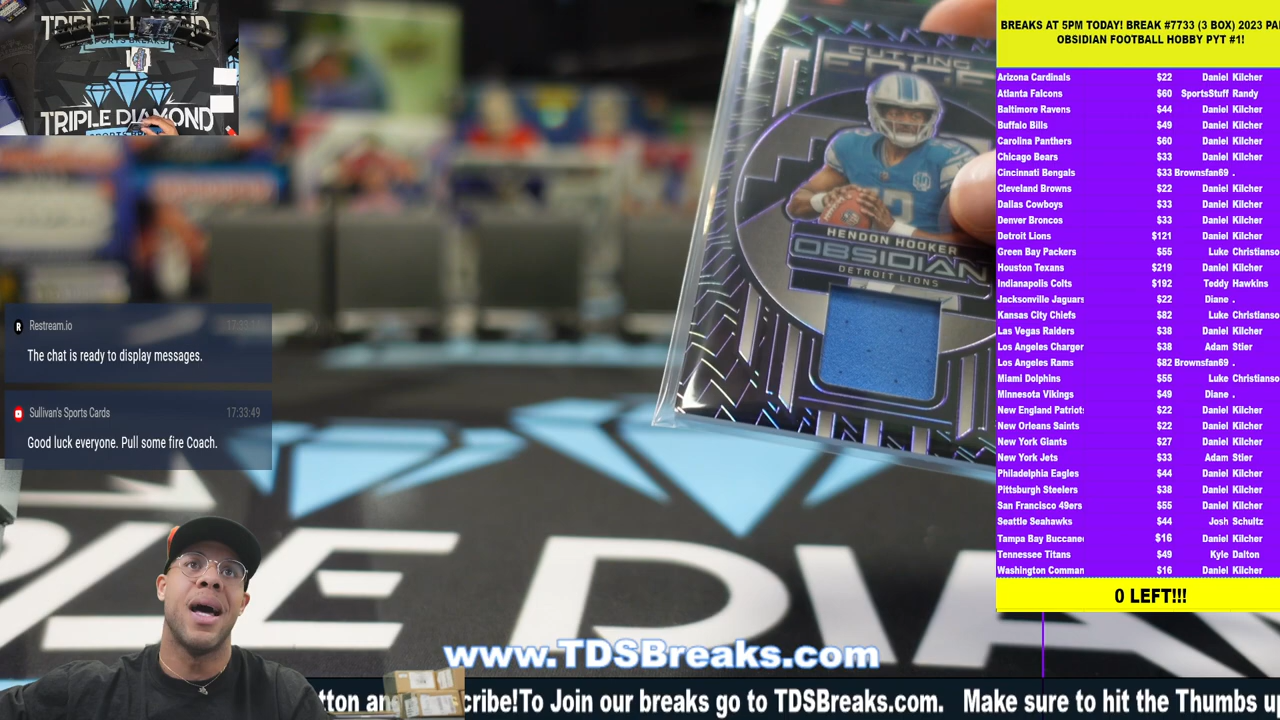 TRIPLE DIAMOND
SPORTS BREAKS
TRIPLE DIAMOND
CUTTING
EDGE
HENDON HOOKER
OBSIDIAN
DETROIT LIONS
BREAKS AT 5PM TODAY! BREAK #7733 (3 BOX) 2023 PA
OBSIDIAN FOOTBALL HOBBY PYT #1!
Arizona Cardinals $22 Daniel Kilcher
Atlanta Falcons $60 SportsStuff Randy
Baltimore Ravens $44 Daniel Kilcher
Buffalo Bills $49 Daniel Kilcher
Carolina Panthers $60 Daniel Kilcher
Chicago Bears $33 Daniel Kilcher
Cincinnati Bengals $33 Brownsfan69 .
Cleveland Browns $22 Daniel Kilcher
Dallas Cowboys $33 Daniel Kilcher
Denver Broncos $33 Daniel Kilcher
Detroit Lions $121 Daniel Kilcher
Green Bay Packers $55 Luke Christianso
Houston Texans $219 Daniel Kilcher
Indianapolis Colts $192 Teddy Hawkins
Jacksonville Jaguars $22 Diane .
Kansas City Chiefs $82 Luke Christianso
Las Vegas Raiders $38 Daniel Kilcher
Los Angeles Charger $38 Adam Stier
Los Angeles Rams $82 Brownsfan69 .
Miami Dolphins $55 Luke Christianso
Minnesota Vikings $49 Diane .
New England Patriots $22 Daniel Kilcher
New Orleans Saints $22 Daniel Kilcher
New York Giants $27 Daniel Kilcher
New York Jets $33 Adam Stier
Philadelphia Eagles $44 Daniel Kilcher
Pittsburgh Steelers $38 Daniel Kilcher
San Francisco 49ers $55 Daniel Kilcher
Seattle Seahawks $44 Josh Schultz
Tampa Bay Buccanee $16 Daniel Kilcher
Tennessee Titans $49 Kyle Dalton
Washington Comman $16 Daniel Kilcher
0 LEFT!!!
Restream.io
The chat is ready to display messages.
Sullivan's Sports Cards 17:33:49
Good luck everyone. Pull some fire Coach.
www.TDSBreaks.com
tton and cribe!To Join our breaks go to TDSBreaks.com. Make sure to hit the Thumbs u